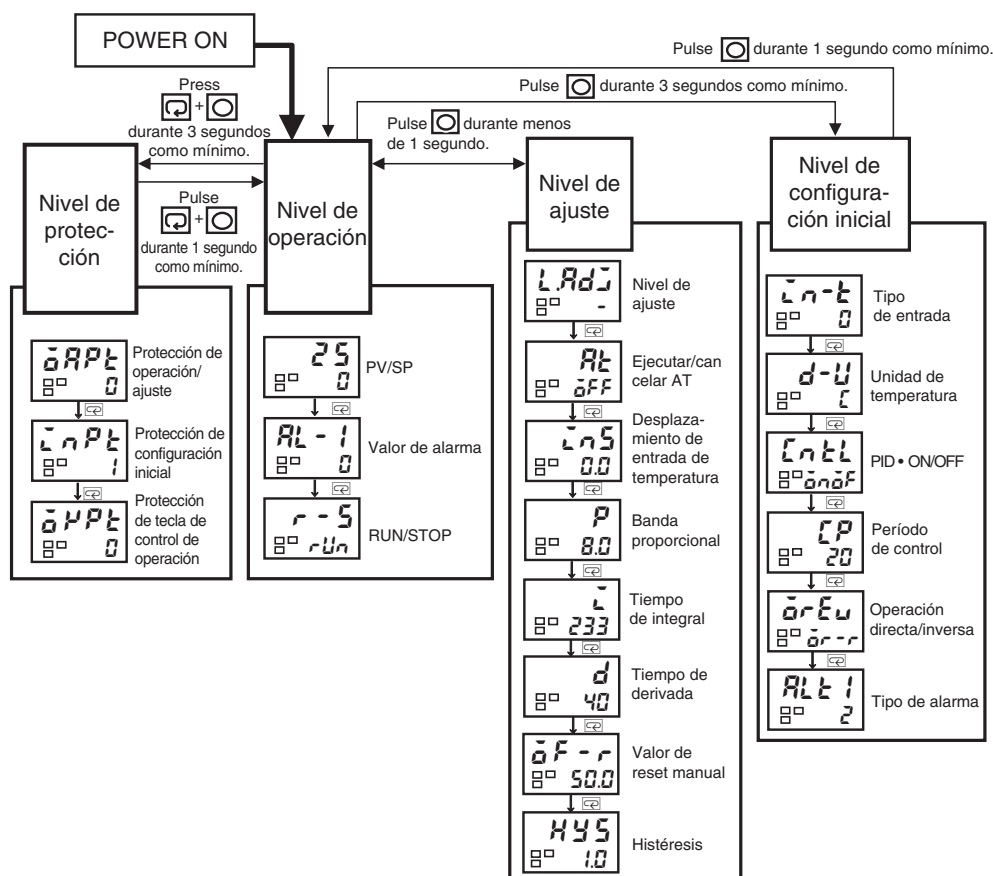 POWER ON
Press
+
durante 3 segundos
como mínimo.
Pulse
+
durante 1 segundo
como mínimo.
Pulse durante menos
de 1 segundo.
Pulse durante 3 segundos como mínimo.
Pulse durante 1 segundo como mínimo.
Nivel de
protec-
ción
oAPt
0
Protección de
operación/
ajuste
inPt
1
Protección de
configuración
inicial
Protección
de tecla de
control de
operación
0
Nivel de
operación
25
0
PV/SP
AL-1
0
Valor de alarma
r-S
rUn
RUN/STOP
Nivel de
ajuste
L.AdJ
-
Nivel de
ajuste
At
oFF
Ejecutar/can
celar AT
inS
0.0
Desplaza-
miento de
entrada de
temperatura
P
8.0
Banda
proporcional
i
233
Tiempo
de integral
d
40
Tiempo de
derivada
oF-r
50.0
Valor de
reset manual
HYS
1.0
Histéresis
Nivel de
configura-
ción inicial
in-t
0
Tipo
de entrada
d-U
C
Unidad de
temperatura
CntL
onoF
PID • ON/OFF
CP
20
Período
de control
orEv
or-r
Operación
directa/inversa
ALt1
2
Tipo de alarma